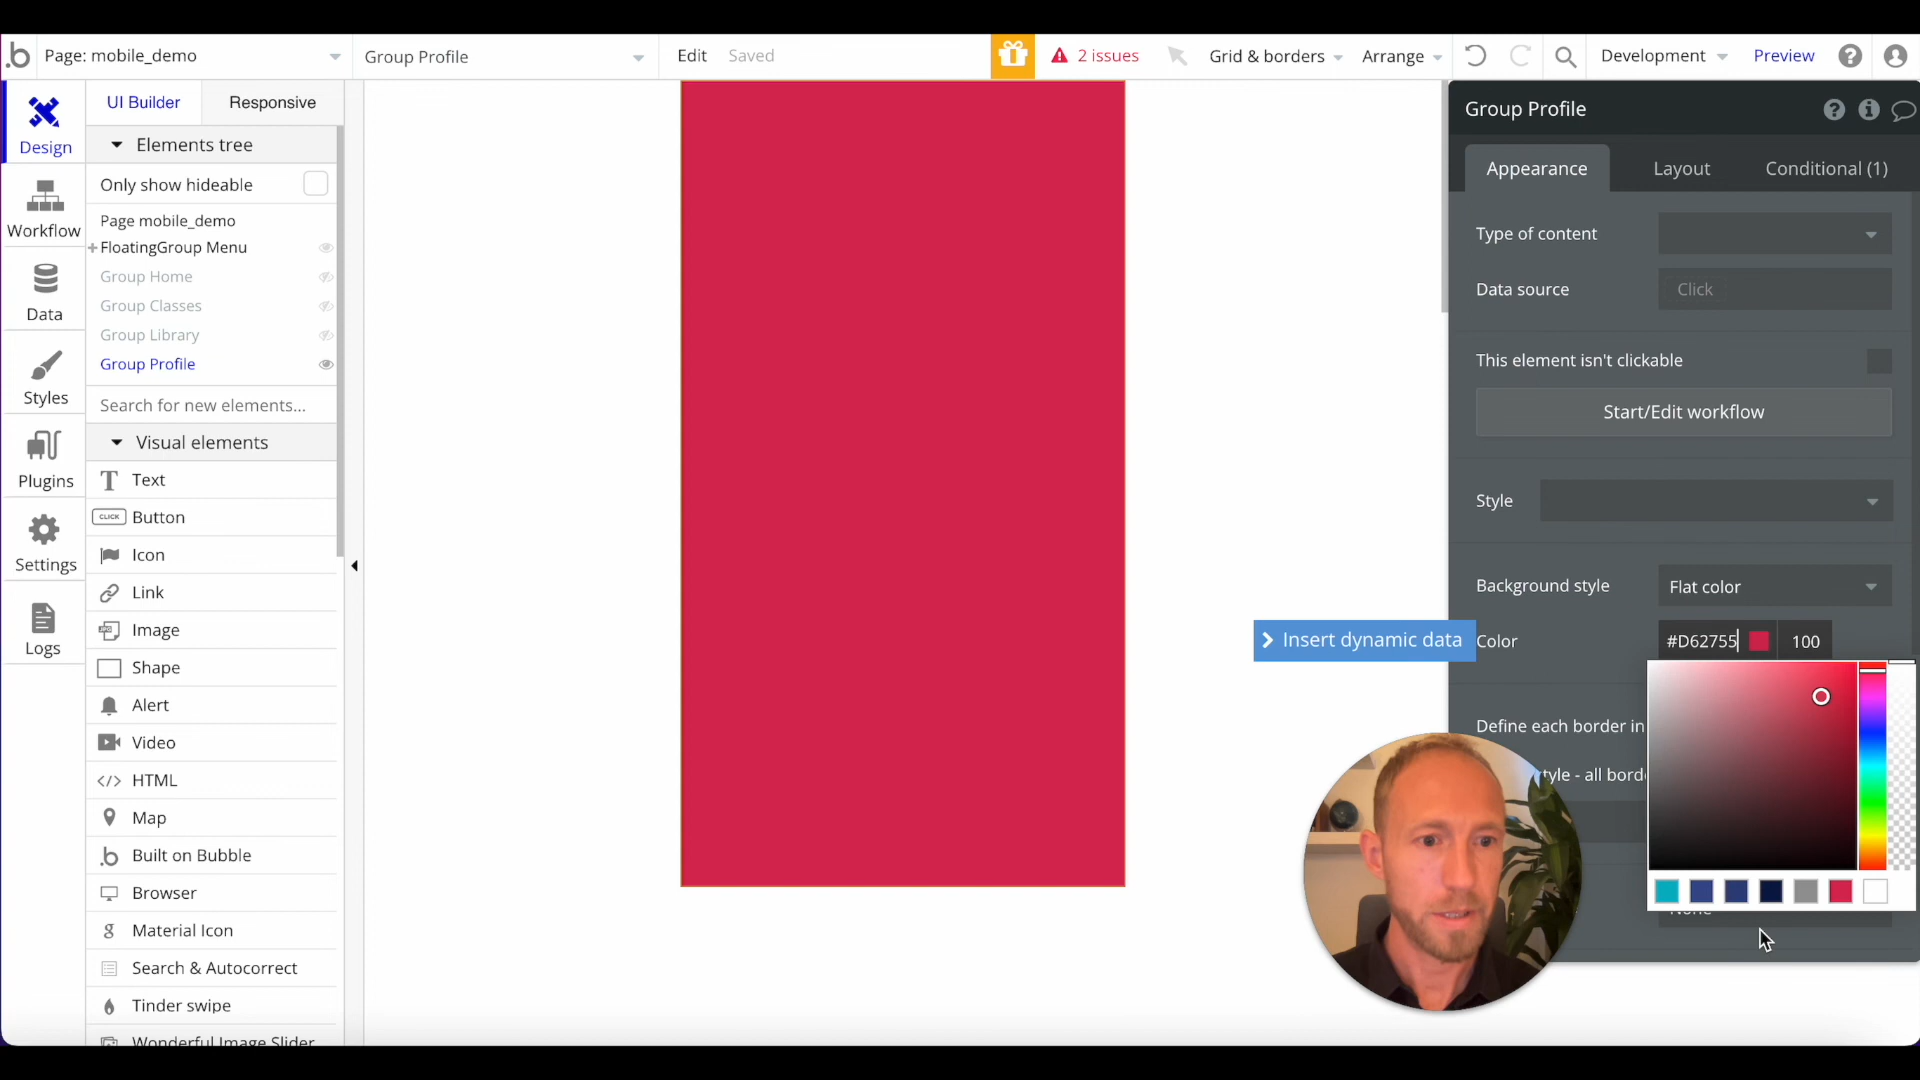 Page: mobile_demo
Group Profile
Edit
Saved
2 issues
Grid & borders
Arrange
Development
Preview
Design
Workflow
Data
Styles
Plugins
Settings
Logs
UI Builder
Responsive
Elements tree
Only show hideable
Page mobile_demo
FloatingGroup Menu
Group Home
Group Classes
Group Library
Group Profile
Search for new elements...
Visual elements
Text
CLICK Button
Icon
Link
Image
Shape
Alert
Video
HTML
Map
Built on Bubble
Browser
Material Icon
Search & Autocorrect
Tinder swipe
Wonderful Image Slider
Group Profile
Appearance
Layout
Conditional (1)
Type of content
Data source
Click
This element isn't clickable
Start/Edit workflow
Style
Background style
Flat color
Insert dynamic data
Color
#D62755
100
Define each border in
tyle - all bord
None